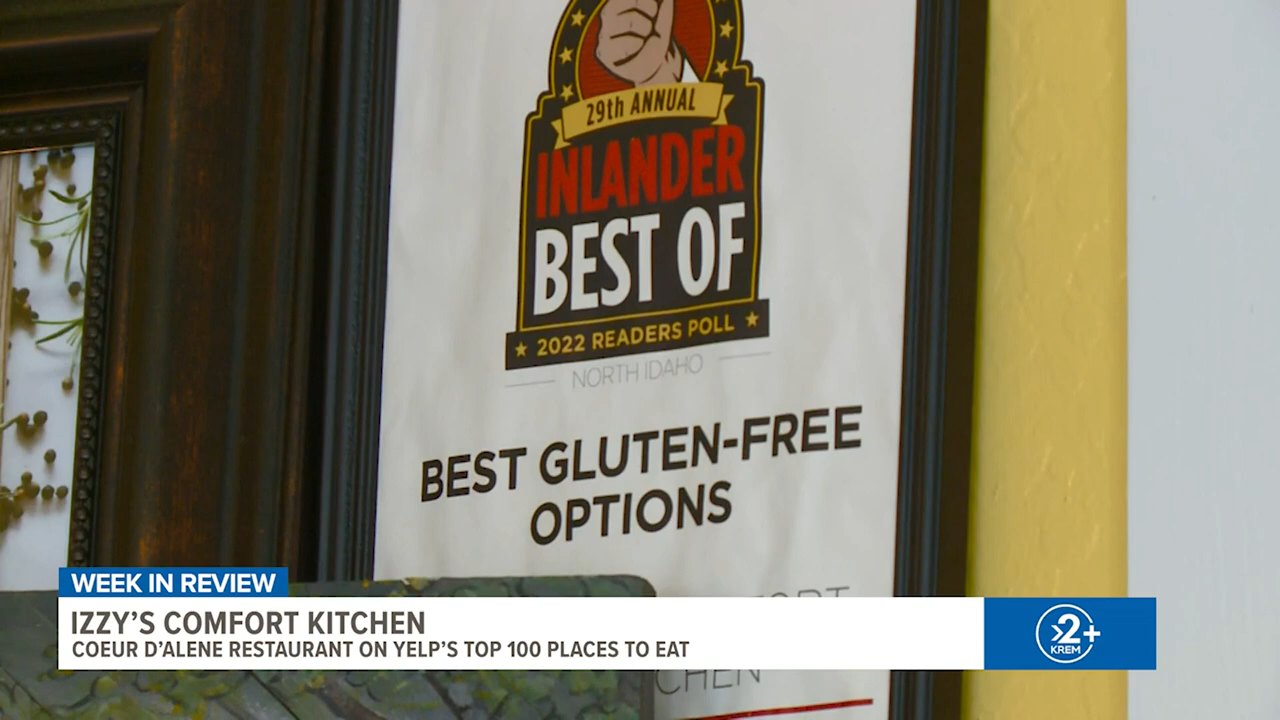 29th ANNUAL
INLANDER
BEST OF
★ 2022 READERS POLL ★
NORTH IDAHO
BEST GLUTEN-FREE
OPTIONS
WEEK IN REVIEW
IZZY'S COMFORT KITCHEN
COEUR D'ALENE RESTAURANT ON YELP'S TOP 100 PLACES TO EAT
2+
KREM